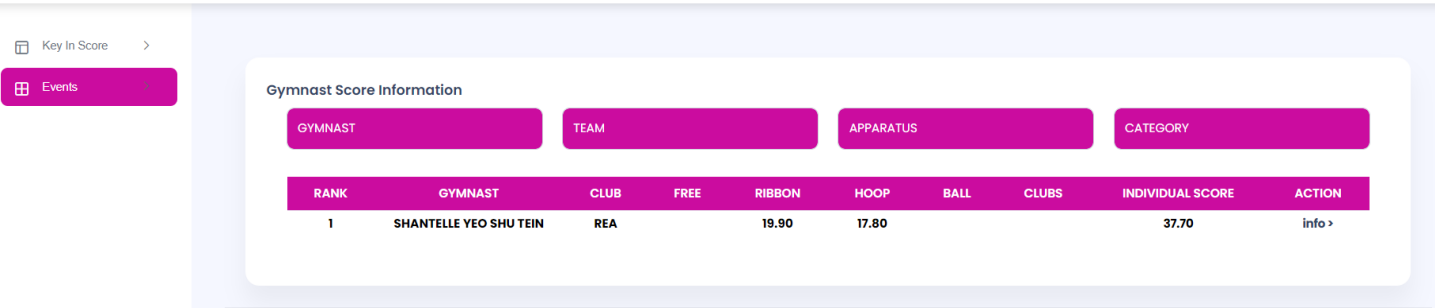 Key In Score
Events
Gymnast Score Information
GYMNAST TEAM APPARATUS CATEGORY
RANK GYMNAST CLUB FREE RIBBON HOOP BALL CLUBS INDIVIDUAL SCORE ACTION
1 SHANTELLE YEO SHU TEIN REA 19.90 17.80 37.70 info >